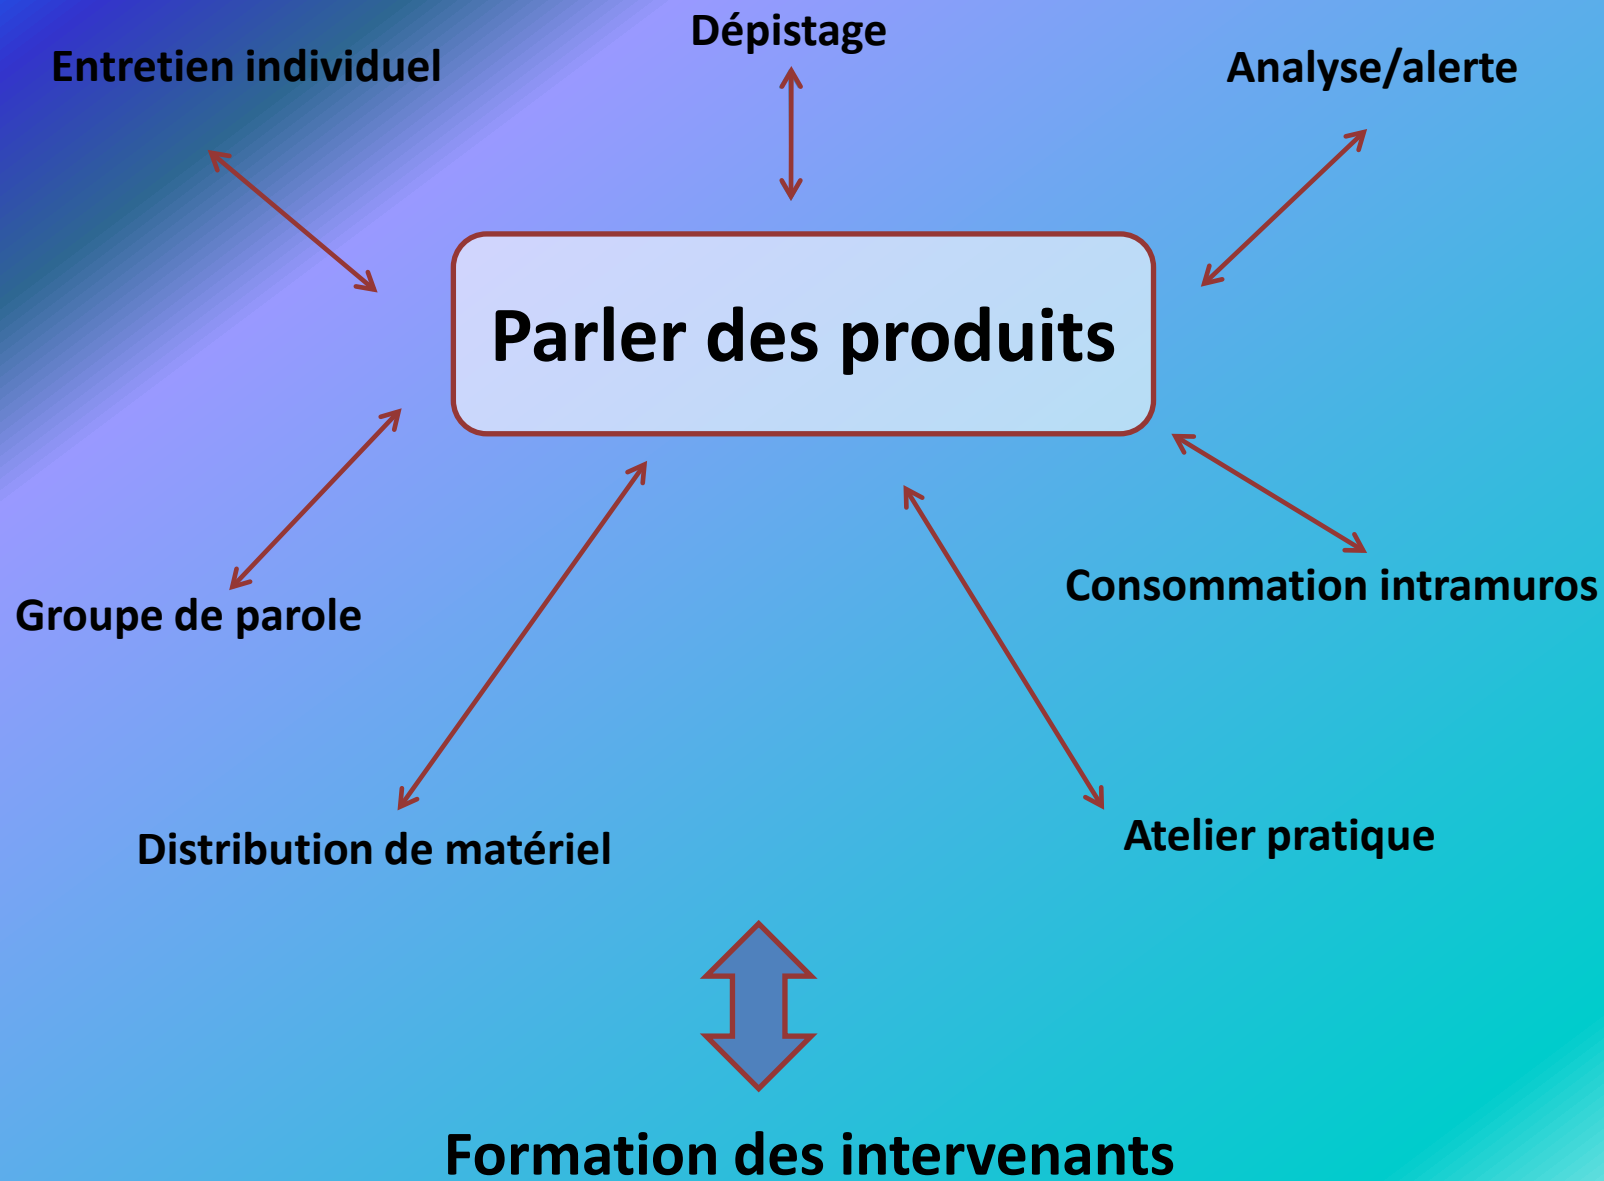 Dépistage
Entretien individuel
Analyse/alerte
Parler des produits
Consommation intramuros
Groupe de parole
Atelier pratique
Distribution de matériel
Formation des intervenants